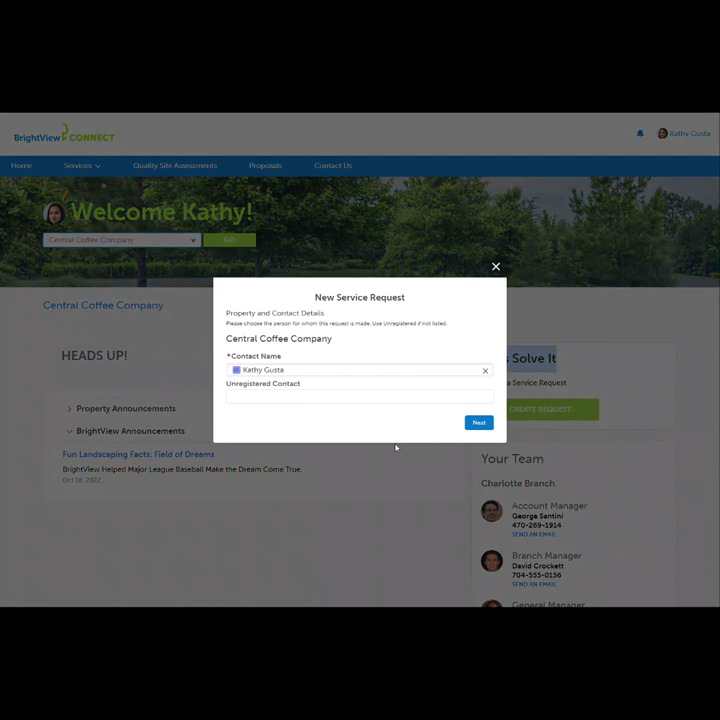 BrightView CONNECT
Kathy Gusta
Home
Services
Quality Site Assessments
Proposals
Contact Us
Welcome Kathy!
Central Coffee Company
GO
Central Coffee Company
HEADS UP!
Property Announcements
BrightView Announcements
Fun Landscaping Facts: Field of Dreams
BrightView Helped Major League Baseball Make the Dream Come True.
Oct 18, 2022
New Service Request
Property and Contact Details
Please choose the person for whom this request is made. Use Unregistered if not listed.
Central Coffee Company
*Contact Name
Kathy Gusta
Unregistered Contact
Next
s Solve It
a Service Request
CREATE REQUEST
Your Team
Charlotte Branch
Account Manager
George Santini
470-269-1914
SEND AN EMAIL
Branch Manager
David Crockett
704-555-0156
SEND AN EMAIL
General Manager